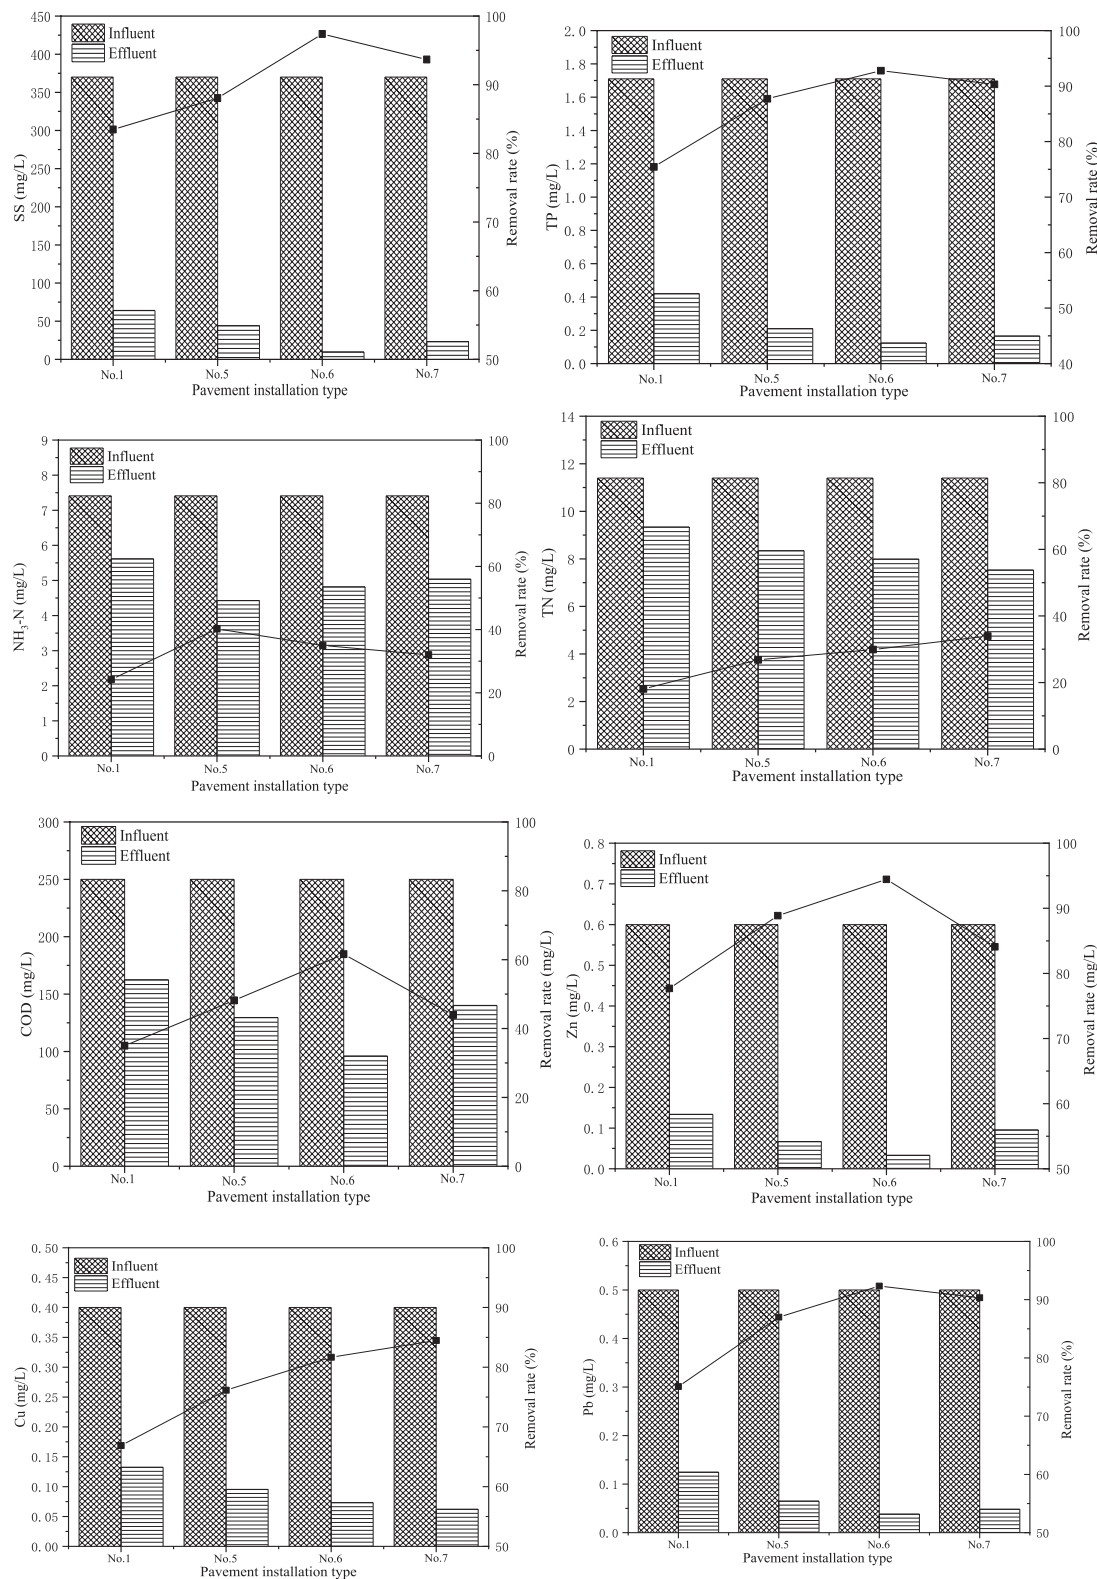 450
400
350
300
250
200
150
100
50
0
SS (mg/L)
Influent
Effluent
100
90
80
70
60
50
Removal rate (%)
No.1 No.5 No.6 No.7
Pavement installation type
2.0
1.8
1.6
1.4
1.2
1.0
0.8
0.6
0.4
0.2
0.0
TP (mg/L)
Influent
Effluent
100
90
80
70
60
50
40
Removal rate (%)
No.1 No.5 No.6 No.7
Pavement installation type
9
8
7
6
5
4
3
2
1
0
NH3-N (mg/L)
Influent
Effluent
100
80
60
40
20
0
Removal rate (%)
No.1 No.5 No.6 No.7
Pavement installation type
14
12
10
8
6
4
2
0
TN (mg/L)
Influent
Effluent
100
80
60
40
20
0
Removal rate (%)
No.1 No.5 No.6 No.7
Pavement installation type
300
250
200
150
100
50
0
COD (mg/L)
Influent
Effluent
100
80
60
40
20
0
Removal rate (mg/L)
No.1 No.5 No.6 No.7
Pavement installation type
0.8
0.7
0.6
0.5
0.4
0.3
0.2
0.1
0.0
Zn (mg/L)
Influent
Effluent
100
90
80
70
60
50
Removal rate (mg/L)
No.1 No.5 No.6 No.7
Pavement installation type
0.50
0.45
0.40
0.35
0.30
0.25
0.20
0.15
0.10
0.05
0.00
Cu (mg/L)
Influent
Effluent
100
90
80
70
60
50
Removal rate (%)
No.1 No.5 No.6 No.7
Pavement installation type
0.6
0.5
0.4
0.3
0.2
0.1
0.0
Pb (mg/L)
Influent
Effluent
100
90
80
70
60
50
Removal rate (%)
No.1 No.5 No.6 No.7
Pavement installation type